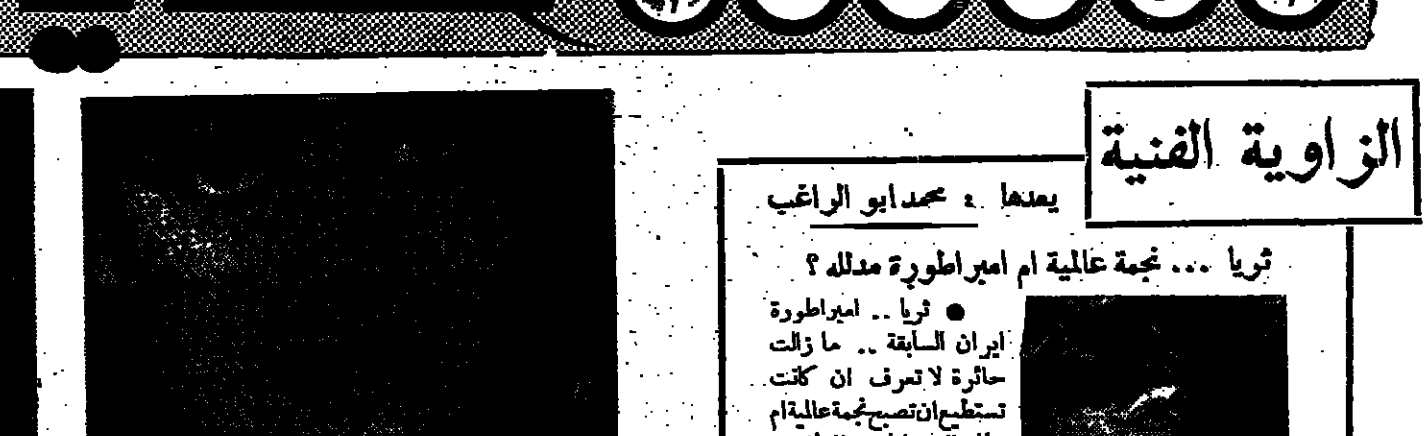 الزاوية الفنية
يعدها : محمد ابو الراغب
ثريا ... نجمة عالمية ام امبراطورة مدلله ؟
● ثريا .. امبراطورة
ايران السابقة .. ما زالت
حائرة لا تعرف ان كانت
تستطيع ان تصبح نجمة عالمية ام